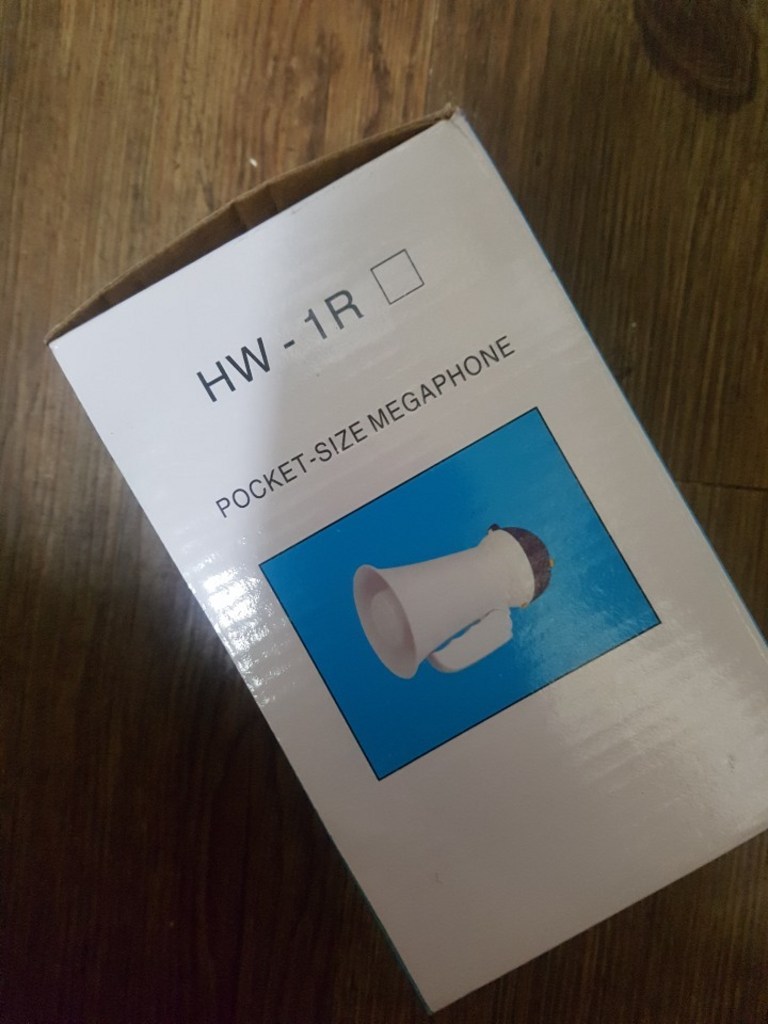 HW - 1R
POCKET-SIZE MEGAPHONE